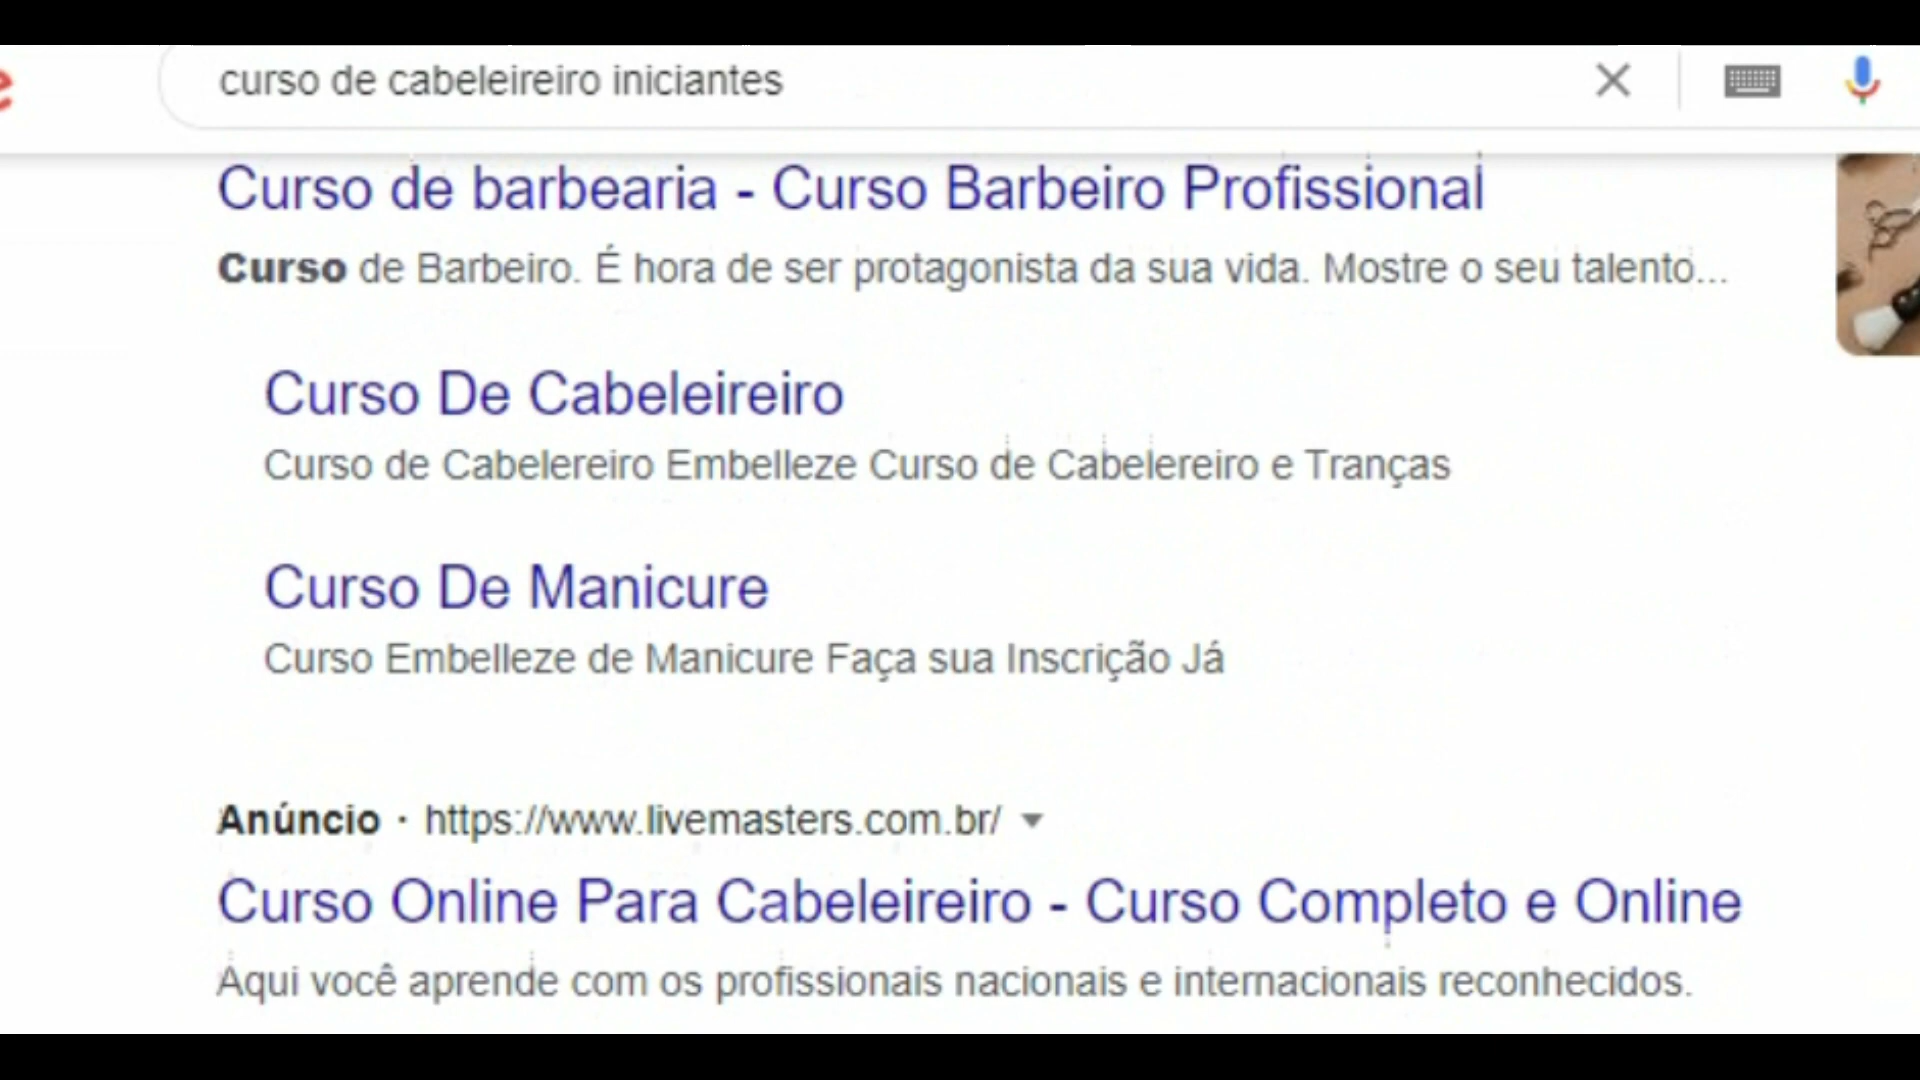 curso de cabeleireiro iniciantes
Curso de barbearia - Curso Barbeiro Profissional
Curso de Barbeiro. É hora de ser protagonista da sua vida. Mostre o seu talento...
Curso De Cabeleireiro
Curso de Cabelereiro Embelleze Curso de Cabelereiro e Tranças
Curso De Manicure
Curso Embelleze de Manicure Faça sua Inscrição Já
Anúncio · https://www.livemasters.com.br/
Curso Online Para Cabeleireiro - Curso Completo e Online
Aqui você aprende com os profissionais nacionais e internacionais reconhecidos.